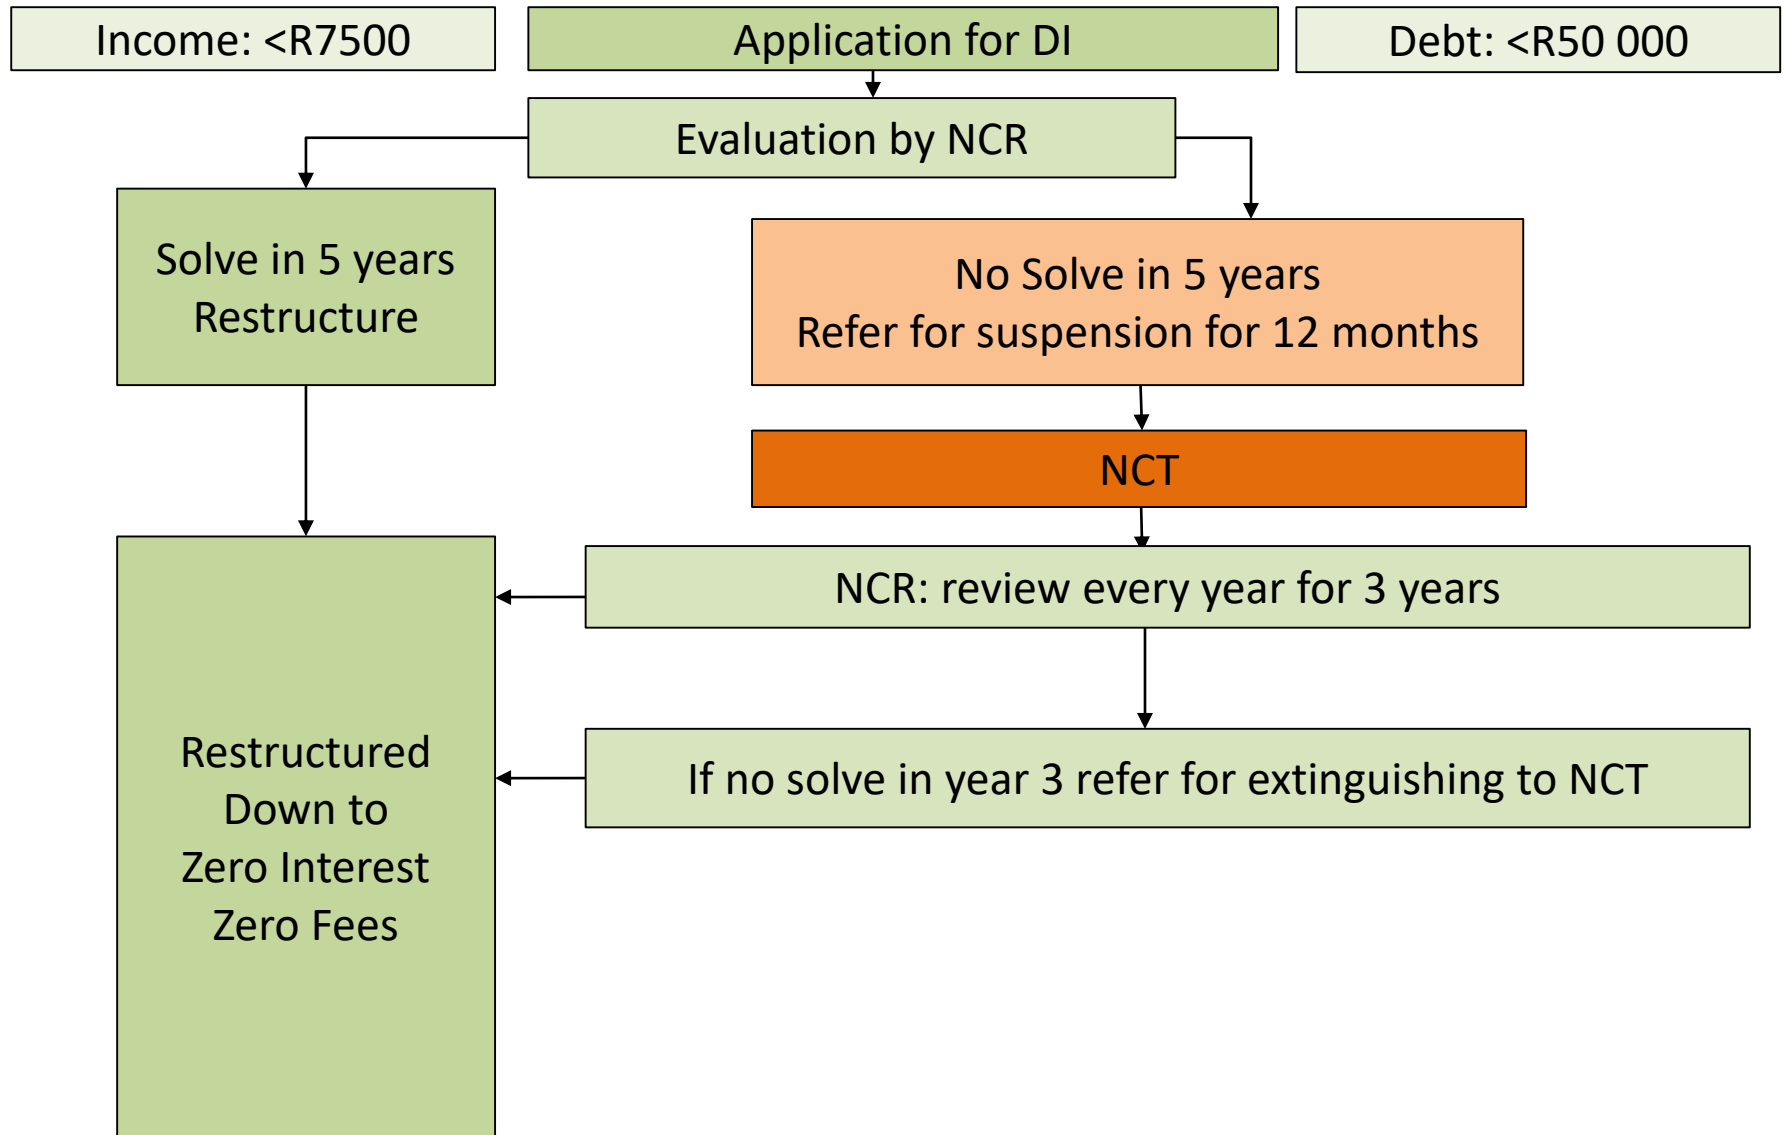 Income: <R7500
Application for DI
Debt: <R50 000
Evaluation by NCR
Solve in 5 years
Restructure
No Solve in 5 years
Refer for suspension for 12 months
NCT
NCR: review every year for 3 years
If no solve in year 3 refer for extinguishing to NCT
Restructured
Down to
Zero Interest
Zero Fees